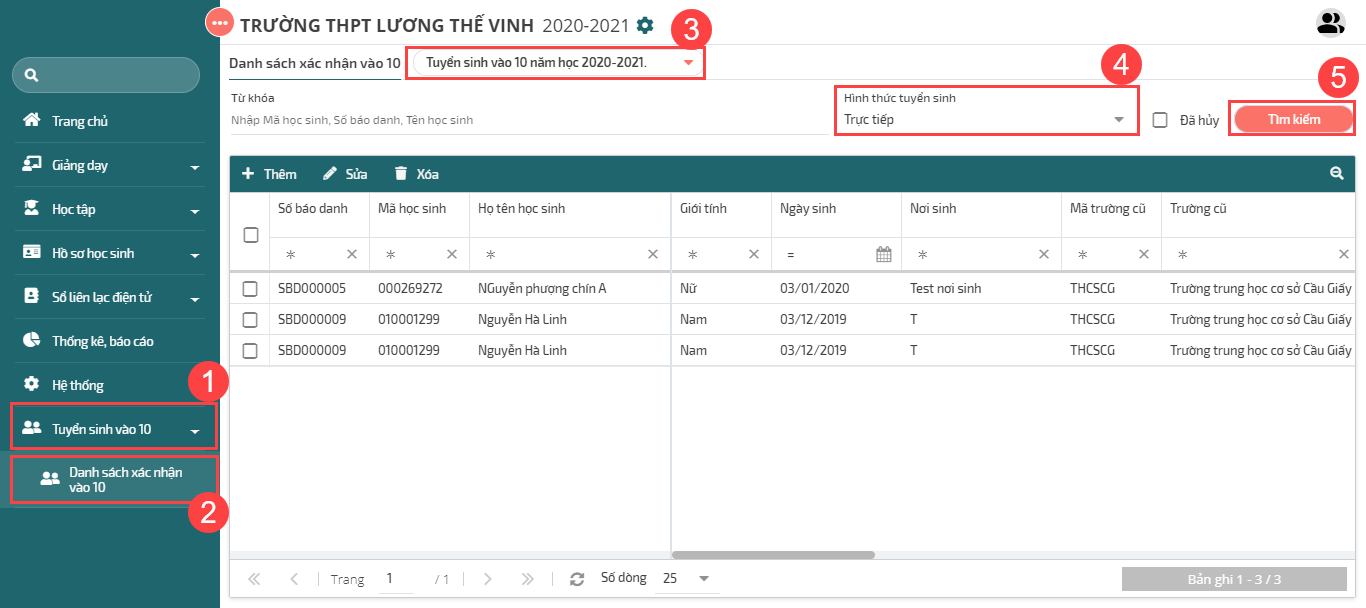 TRƯỜNG THPT LƯƠNG THẾ VINH 2020-2021
3
Danh sách xác nhận vào 10
Tuyển sinh vào 10 năm học 2020-2021.
4
5
Từ khóa
Nhập Mã học sinh, Số báo danh, Tên học sinh
Hình thức tuyển sinh
Trực tiếp
Đã hủy
Tìm kiếm
Trang chủ
Giảng dạy
Học tập
Hồ sơ học sinh
Sổ liên lạc điện tử
Thống kê, báo cáo
Hệ thống
1
Tuyển sinh vào 10
Danh sách xác nhận
vào 10
2
Thêm Sửa Xóa
Số báo danh Mã học sinh Họ tên học sinh Giới tính Ngày sinh Nơi sinh Mã trường cũ Trường cũ
* * * * = * * *
SBD000005 000269272 NGuyễn phượng chín A Nữ 03/01/2020 Test nơi sinh THCSCG Trường trung học cơ sở Cầu Giấy
SBD000009 010001299 Nguyễn Hà Linh Nam 03/12/2019 T THCSCG Trường trung học cơ sở Cầu Giấy
SBD000009 010001299 Nguyễn Hà Linh Nam 03/12/2019 T THCSCG Trường trung học cơ sở Cầu Giấy
Trang 1 / 1 Số dòng 25 Bản ghi 1 - 3 / 3